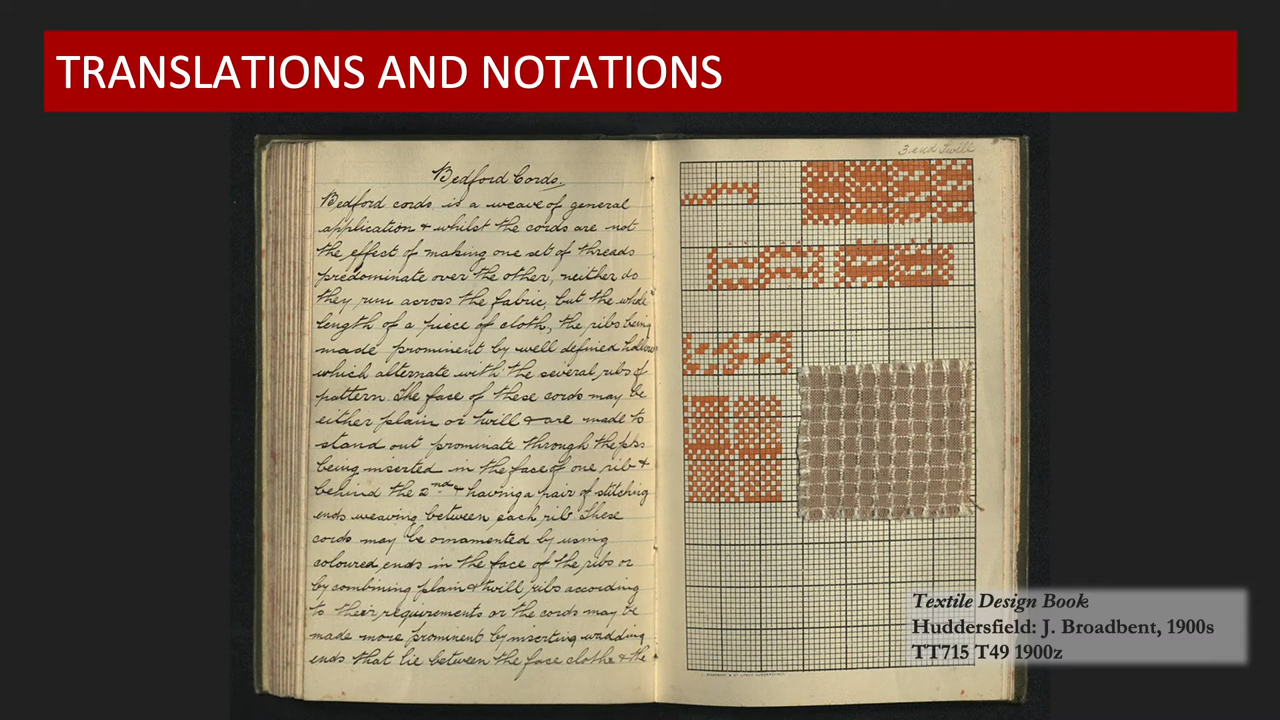 TRANSLATIONS AND NOTATIONS
Bedford Cords.
Bedford cords is a weave of general
application & whilst the cords are not
the effect of making one set of threads
predominate over the other, neither do
they run across the fabric, but the whole
length of a piece of cloth, the ribs being
made prominent by well defined hollows
which alternate with the several ribs of
pattern. The face of these cords may be
either plain or twill & are made to
stand out prominate through the picks
being inserted in the face of one rib &
behind the 2nd & having a pair of stitching
ends weaving between each rib. These
cords may be ornamented by using
coloured ends in the face of the ribs or
by combining plain & twill ribs according
to their requirements or the cords may be
made more prominent by inserting wadding
ends that lie between the face clothe & the
3 end Twill
Textile Design Book
Huddersfield: J. Broadbent, 1900s
TT715 T49 1900z